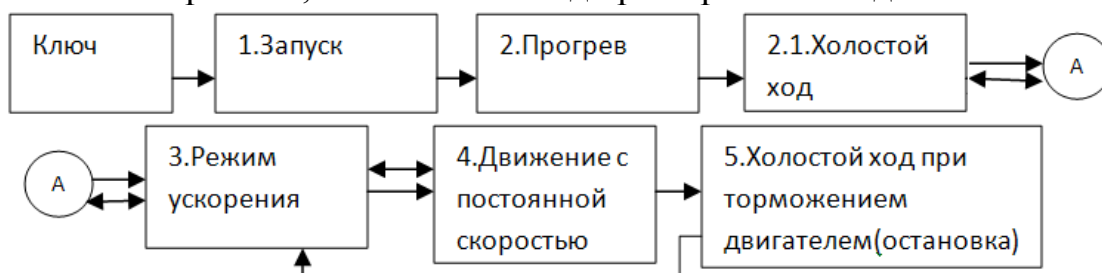 Ключ
1.Запуск
2.Прогрев
2.1.Холостой
ход
А
А
3.Режим
ускорения
4.Движение с
постоянной
скоростью
5.Холостой ход при
торможением
двигателем(остановка)